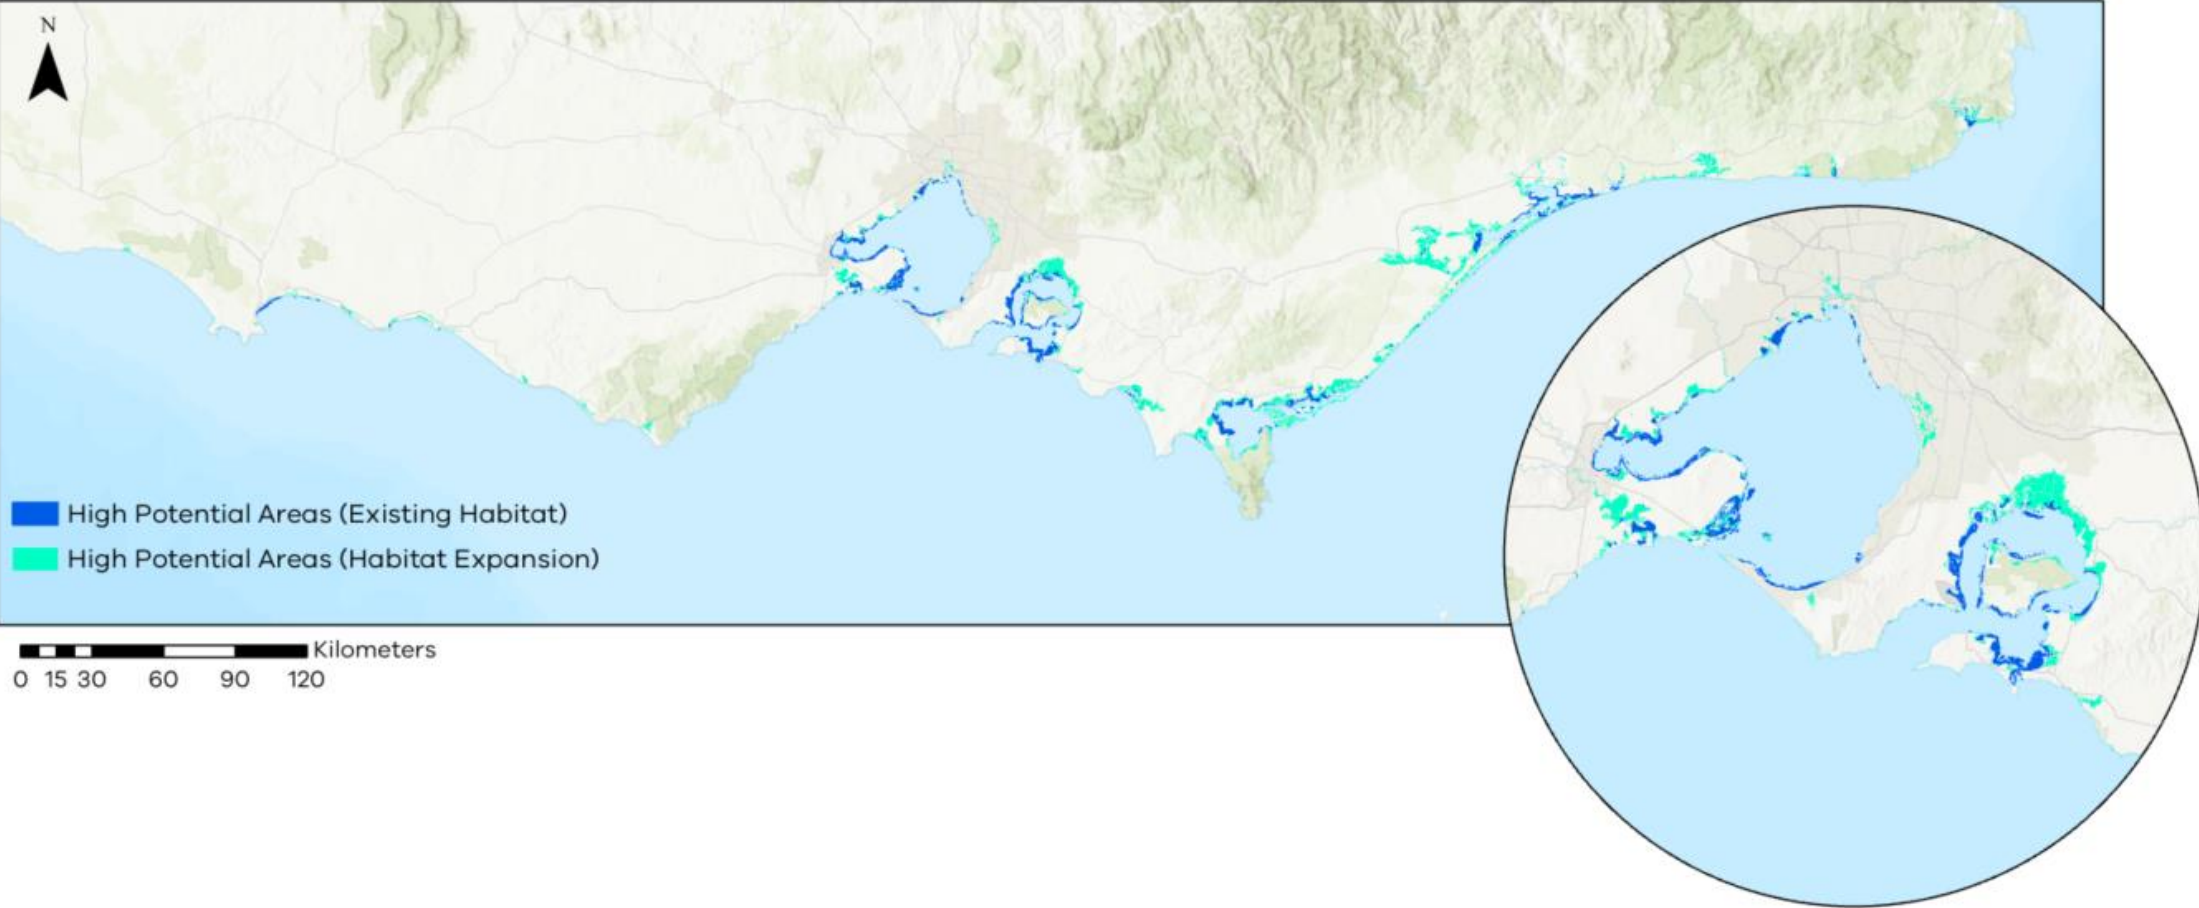 N
High Potential Areas (Existing Habitat)
High Potential Areas (Habitat Expansion)
Kilometers
0 15 30 60 90 120